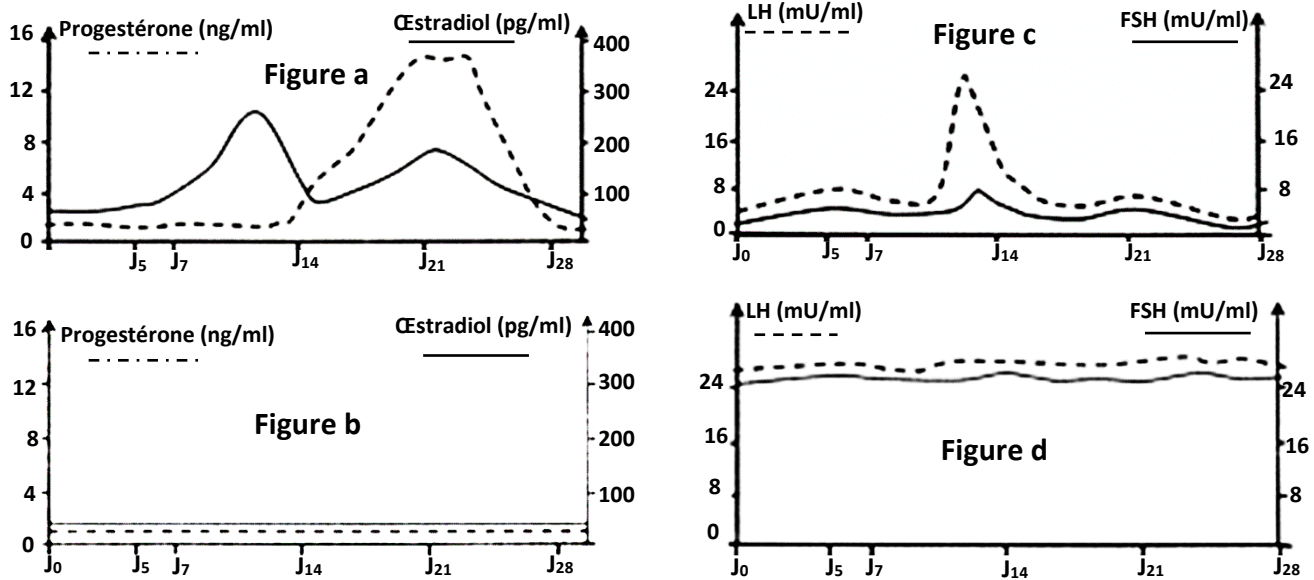 Progestérone (ng/ml)
Œstradiol (pg/ml)
Figure a
16
12
8
4
0
400
300
200
100
J5 J7 J14 J21 J28
LH (mU/ml)
FSH (mU/ml)
Figure c
24
16
8
0
24
16
8
J0 J5 J7 J14 J21 J28
Progestérone (ng/ml)
Œstradiol (pg/ml)
Figure b
16
12
8
4
0
400
300
200
100
J0 J5 J7 J14 J21 J28
LH (mU/ml)
FSH (mU/ml)
Figure d
24
16
8
0
24
16
8
J0 J5 J7 J14 J21 J28